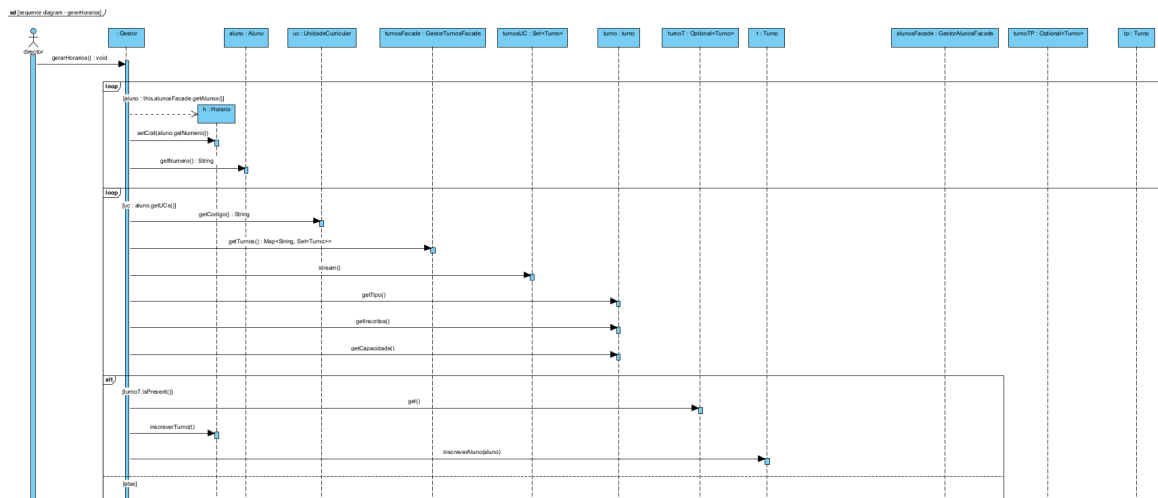 sd [sequence diagram - gerarHorarios]
: Gestor
aluno : Aluno
uc : UnidadeCurricular
turnosFacade : GestorTurnosFacade
turnosUC : Set<Turno>
turno : turno
turnoT : Optional<Turno>
t : Turno
alunosFacade : GestorAlunosFacade
turnoTP : Optional<Turno>
tp : Turno
director
gerarHorarios() : void
loop
[aluno : this.alunosFacade.getAlunos()]
h : Horario
setCod(aluno.getNumero())
getNumero() : String
loop
[uc : aluno.getUCs()]
getCodigo() : String
getTurnos() : Map<String, Set<Turno>>
stream()
getTipo()
getInscritos()
getCapacidade()
alt
[turnoT.isPresent()]
get()
inscreverTurno(t)
inscreverAluno(aluno)
[else]